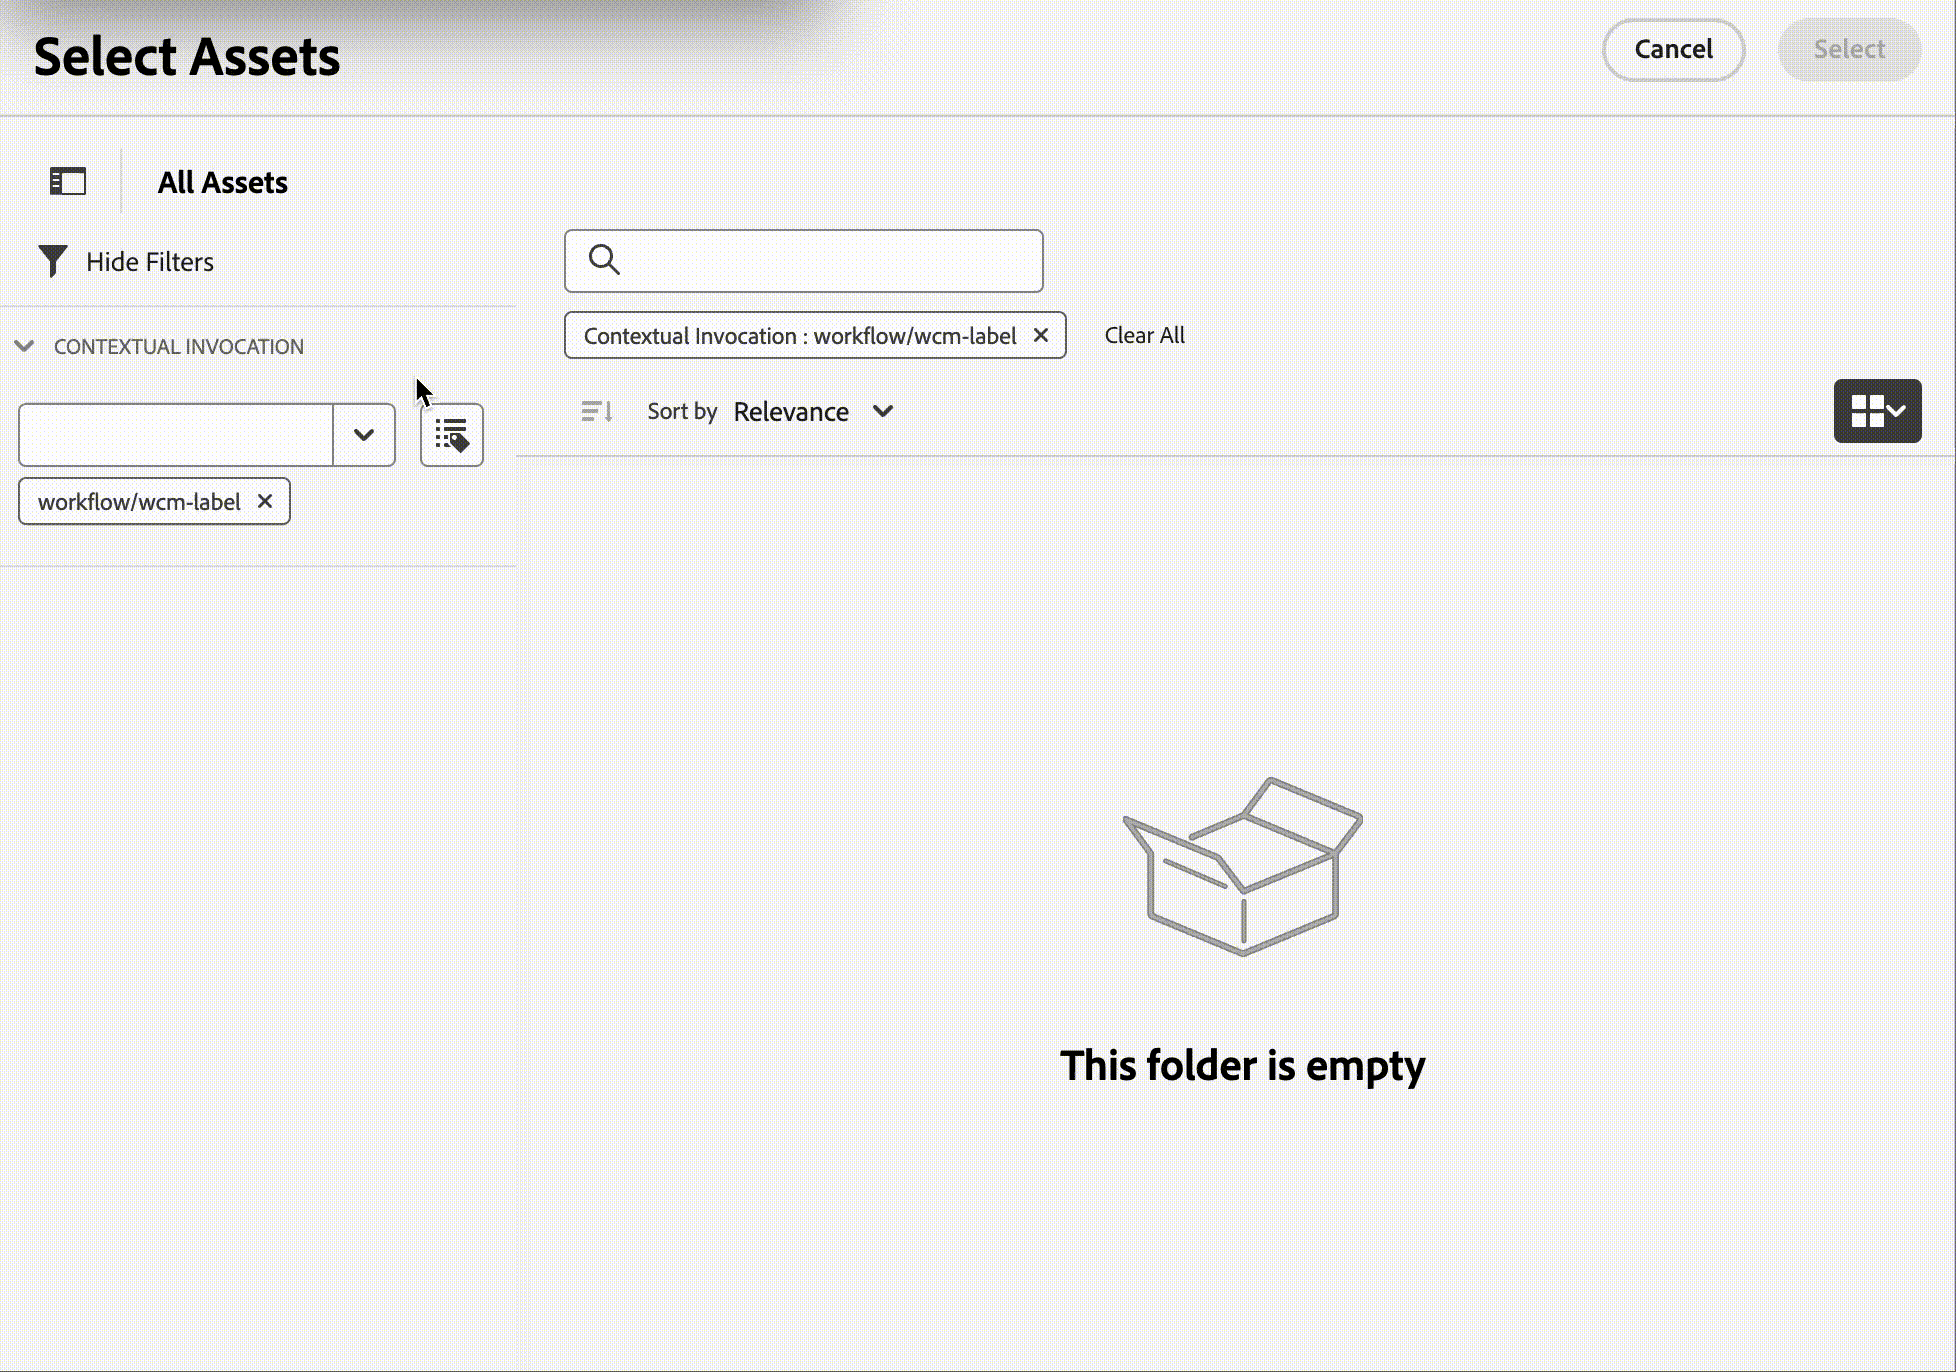 Select Assets
Cancel
Select
All Assets
Hide Filters
CONTEXTUAL INVOCATION
workflow/wcm-label
Contextual Invocation : workflow/wcm-label
Clear All
Sort by Relevance
This folder is empty